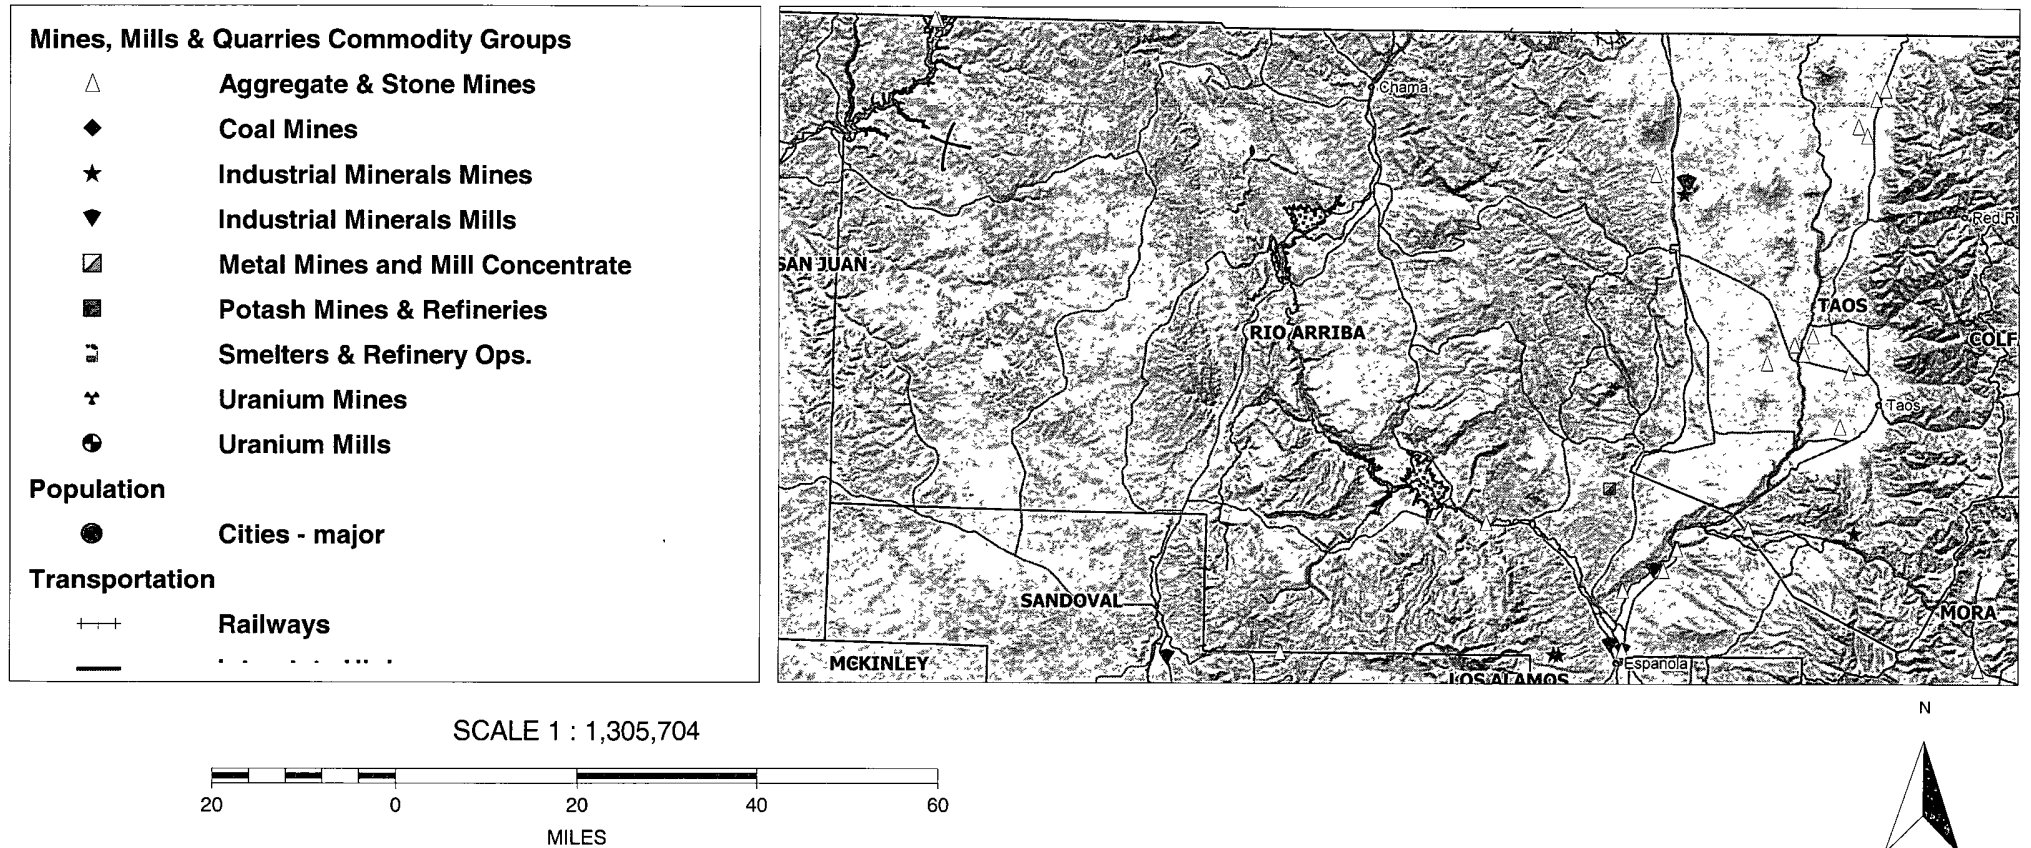 Mines, Mills & Quarries Commodity Groups
Aggregate & Stone Mines
Coal Mines
Industrial Minerals Mines
Industrial Minerals Mills
Metal Mines and Mill Concentrate
Potash Mines & Refineries
Smelters & Refinery Ops.
Uranium Mines
Uranium Mills
Population
Cities - major
Transportation
Railways
Chama
Red Ri
SAN JUAN
TAOS
RIO ARRIBA
COLF
Taos
SANDOVAL
MORA
MCKINLEY
Espanola
LOS ALAMOS
SCALE 1 : 1,305,704
20 0 20 40 60
MILES
N